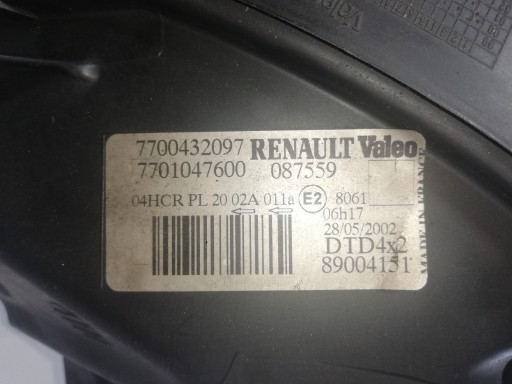 Valeo
7700432097 RENAULT Valeo
7701047600 087559
04HCR PL 20 02A 011a E2 8061
06h17
28/05/2002
DTD4x2
89004151
MADE IN FRANCE